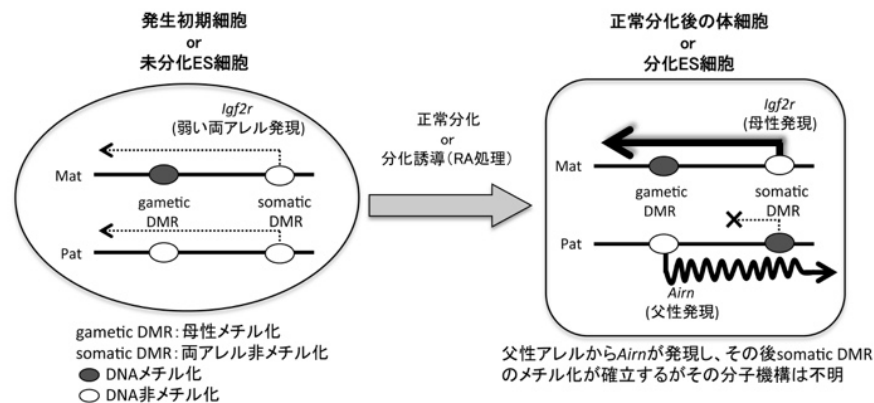 発生初期細胞
or
未分化ES細胞
Igf2r
(弱い両アレル発現)
Mat
gametic
DMR
somatic
DMR
Pat
gametic DMR：母性メチル化
somatic DMR：両アレル非メチル化
DNAメチル化
DNA非メチル化
正常分化
or
分化誘導(RA処理)
正常分化後の体細胞
or
分化ES細胞
Igf2r
(母性発現)
Mat
gametic
DMR
somatic
DMR
Pat
Airn
(父性発現)
父性アレルからAirnが発現し、その後somatic DMR
のメチル化が確立するがその分子機構は不明